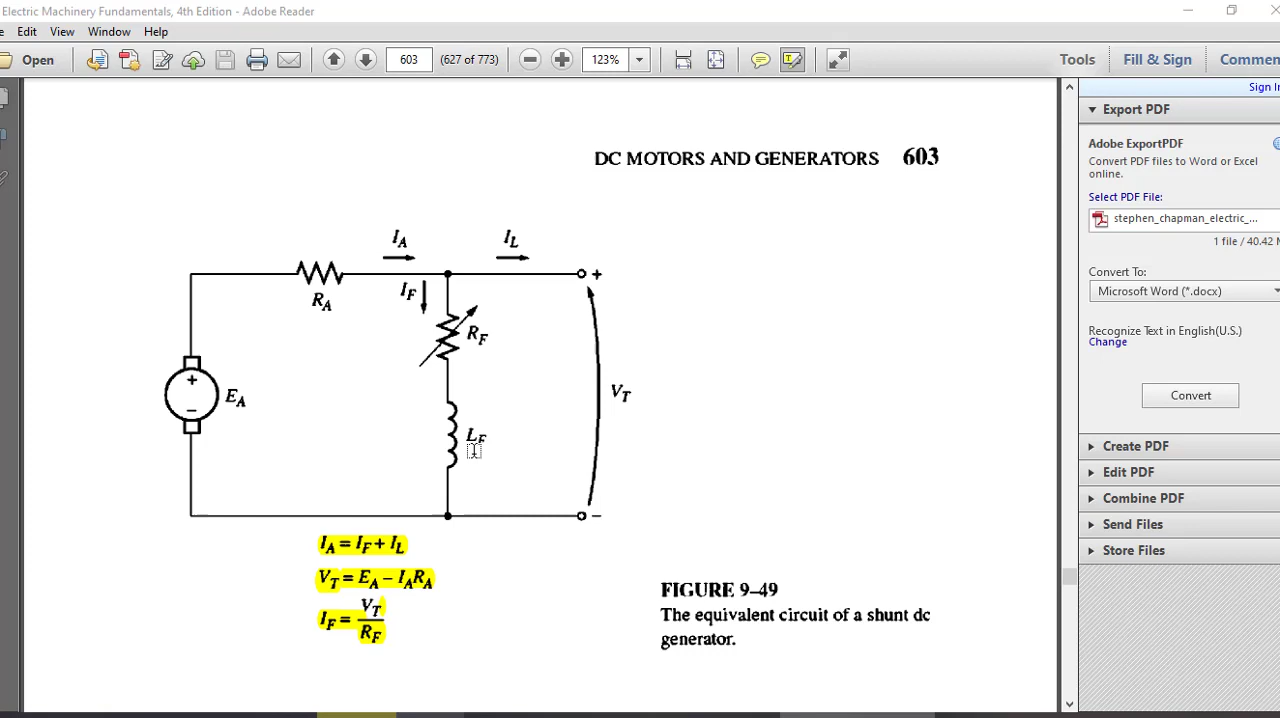 Electric Machinery Fundamentals, 4th Edition - Adobe Reader
Edit View Window Help
Open 603 (627 of 773) 123% Tools Fill & Sign Commen
Sign In
Export PDF
Adobe ExportPDF
Convert PDF files to Word or Excel
online.
Select PDF File:
stephen_chapman_electric_...
1 file / 40.42 M
Convert To:
Microsoft Word (*.docx)
Recognize Text in English(U.S.)
Change
Convert
Create PDF
Edit PDF
Combine PDF
Send Files
Store Files
DC MOTORS AND GENERATORS 603
I_A I_L
+
I_F
R_A
R_F
+
E_A
V_T
−
L_F
−
I_A = I_F + I_L
V_T = E_A − I_A R_A
I_F = V_T / R_F
FIGURE 9–49
The equivalent circuit of a shunt dc
generator.